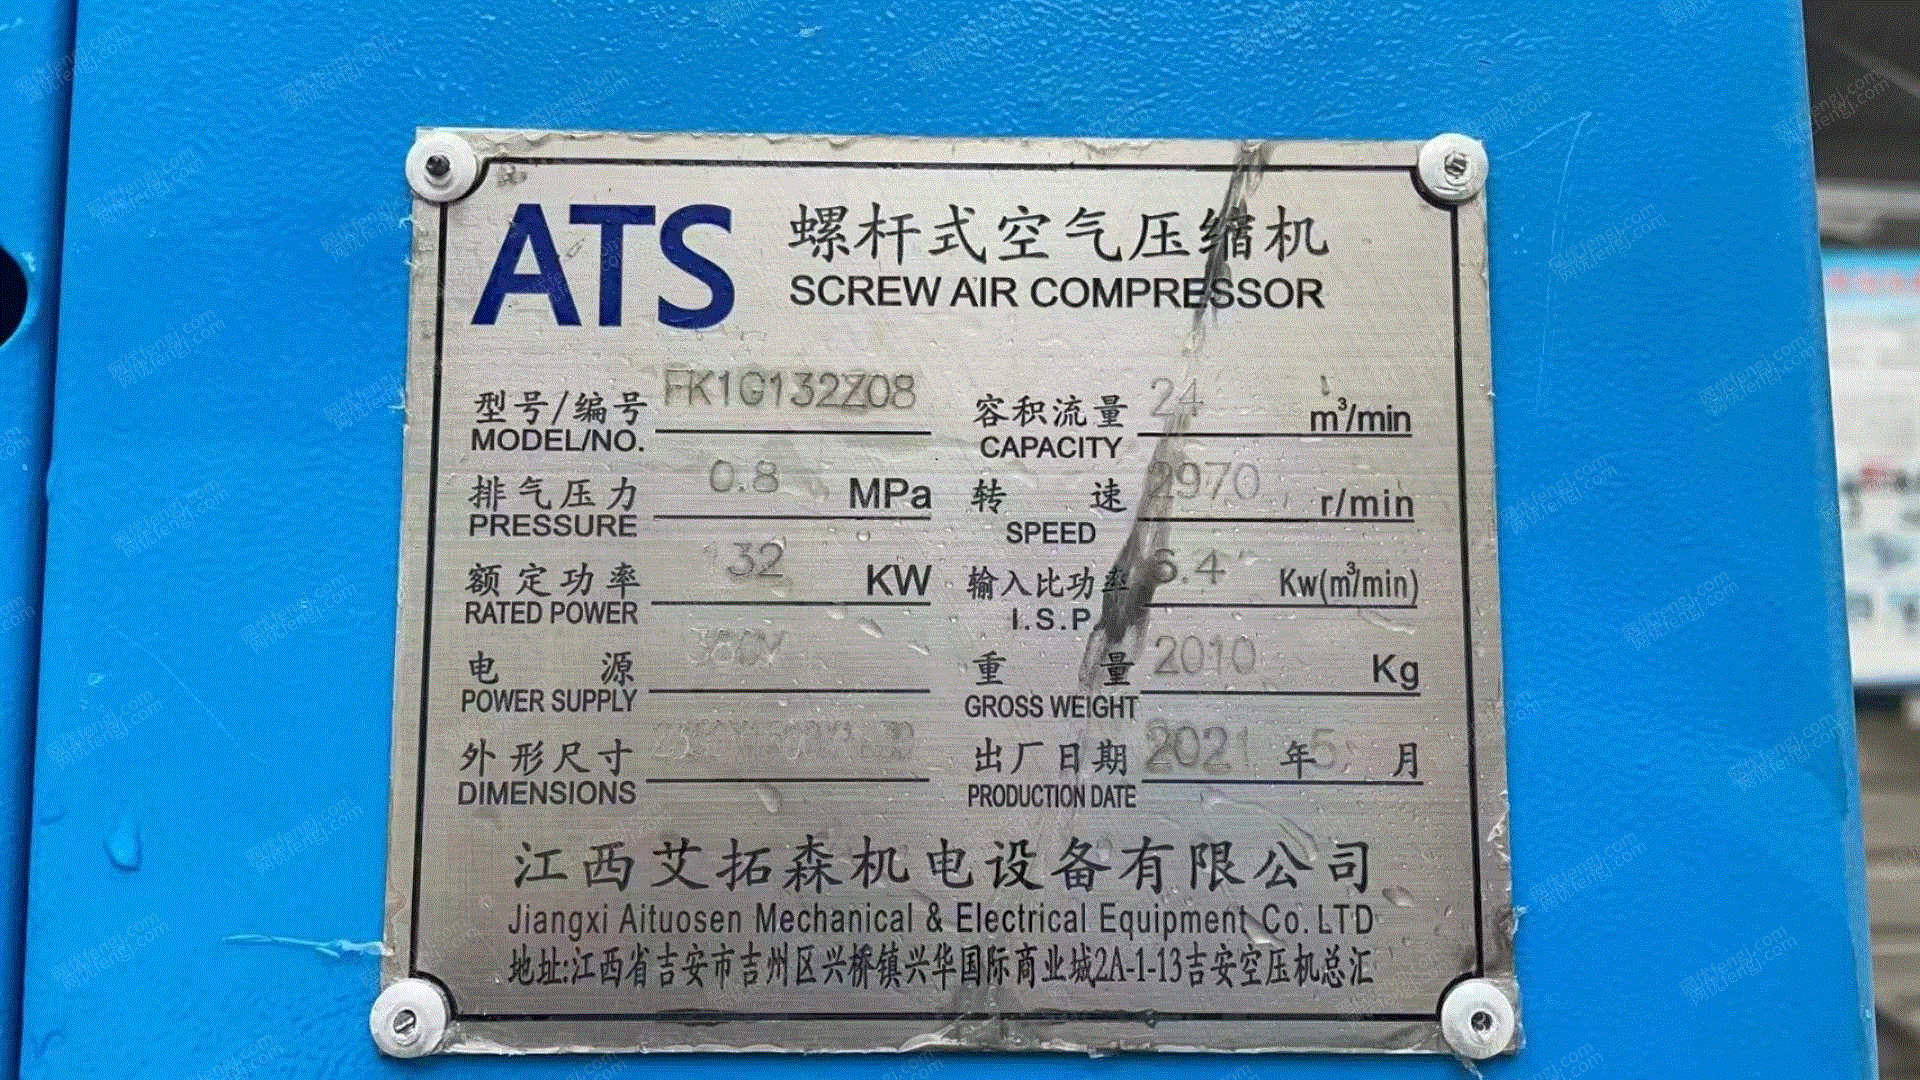 ATS 螺杆式空气压缩机
SCREW AIR COMPRESSOR
型号/编号 FK1G132Z08 容积流量 24 m³/min
MODEL/NO. CAPACITY
排气压力 0.8 MPa 转速 2970 r/min
PRESSURE SPEED
额定功率 32 KW 输入比功率 6.4 Kw(m³/min)
RATED POWER I.S.P
电源 380V 重量 2010 Kg
POWER SUPPLY GROSS WEIGHT
外形尺寸 出厂日期 2021 年 5 月
DIMENSIONS PRODUCTION DATE
江西艾拓森机电设备有限公司
Jiangxi Aituosen Mechanical & Electrical Equipment Co. LTD
地址:江西省吉安市吉州区兴桥镇兴华国际商业城2A-1-13吉安空压机总汇